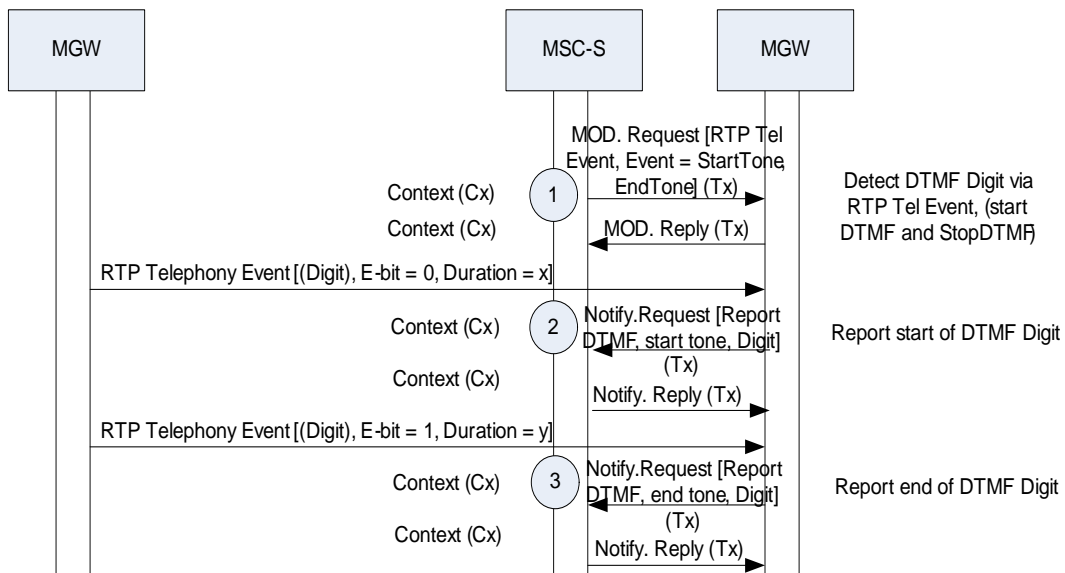 MGW
MSC-S
MGW
MOD. Request [RTP Tel
Event, Event = StartTone,
EndTone] (Tx)
Context (Cx)
1
Detect DTMF Digit via
RTP Tel Event, (start
DTMF and StopDTMF)
Context (Cx)
MOD. Reply (Tx)
RTP Telephony Event [(Digit), E-bit = 0, Duration = x]
Context (Cx)
2
Notify.Request [Report
DTMF, start tone, Digit]
(Tx)
Report start of DTMF Digit
Context (Cx)
Notify. Reply (Tx)
RTP Telephony Event [(Digit), E-bit = 1, Duration = y]
Context (Cx)
3
Notify.Request [Report
DTMF, end tone, Digit]
(Tx)
Report end of DTMF Digit
Context (Cx)
Notify. Reply (Tx)